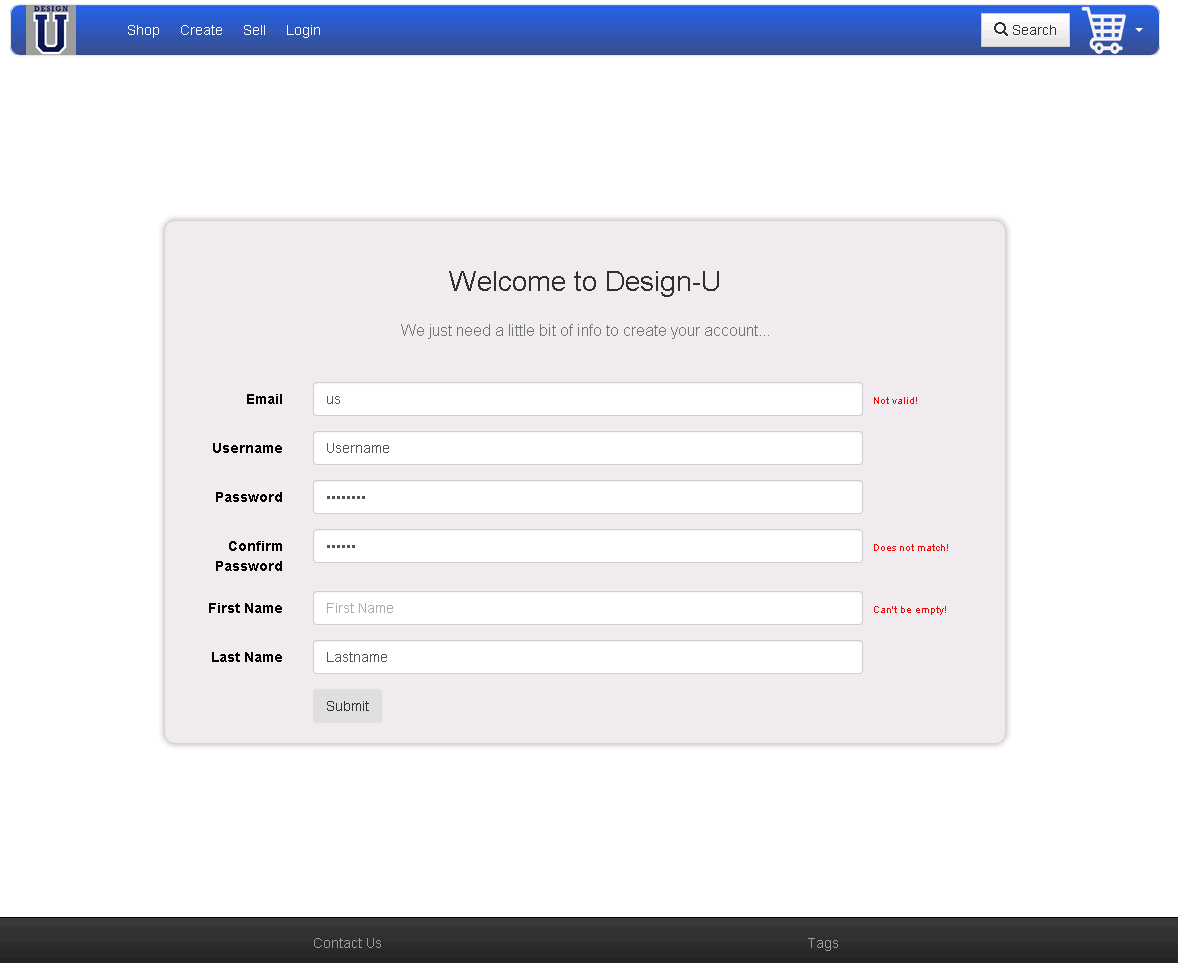 DESIGN
U
Shop Create Sell Login Search
Welcome to Design-U
We just need a little bit of info to create your account...
Email us Not valid!
Username Username
Password ••••••••
Confirm Password •••••• Does not match!
First Name First Name Can't be empty!
Last Name Lastname
Submit
Contact Us Tags